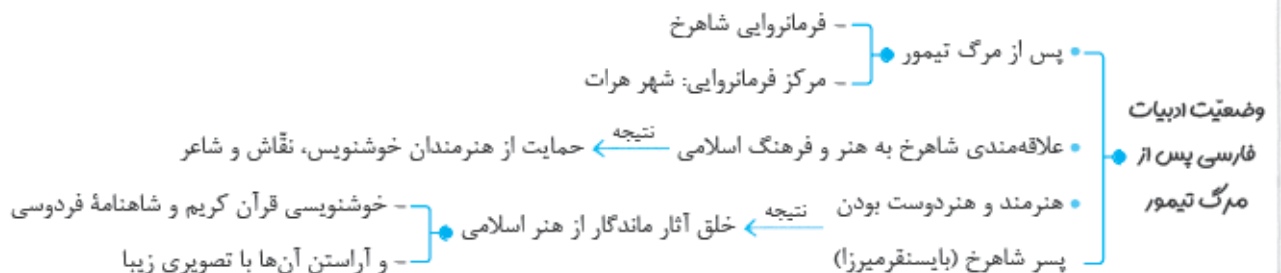 وضعیّت ادبیات
فارسی پس از
مرگ تیمور
• پس از مرگ تیمور
- فرمانروایی شاهرخ
- مرکز فرمانروایی: شهر هرات
• علاقه‌مندی شاهرخ به هنر و فرهنگ اسلامی نتیجه حمایت از هنرمندان خوشنویس، نقّاش و شاعر
• هنرمند و هنردوست بودن
پسر شاهرخ (بایسنقرمیرزا)
نتیجه خلق آثار ماندگار از هنر اسلامی
- خوشنویسی قرآن کریم و شاهنامهٔ فردوسی
- و آراستن آن‌ها با تصویری زیبا